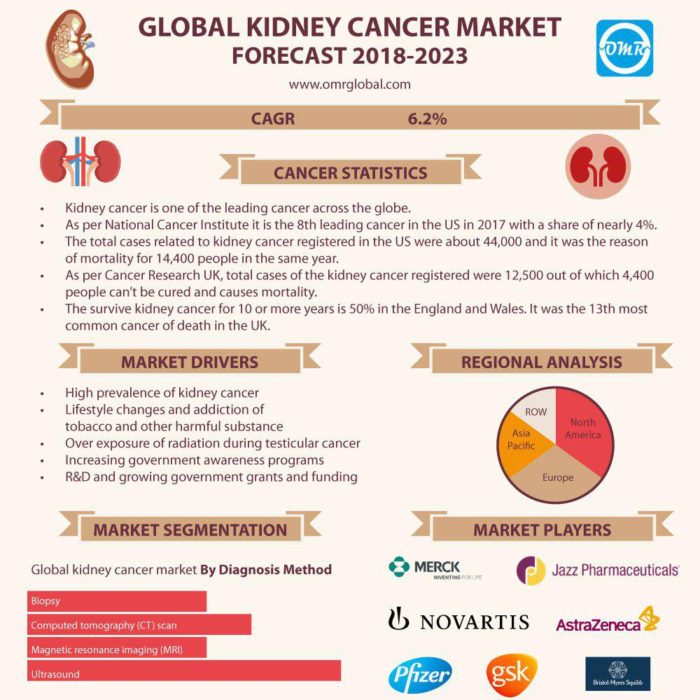 GLOBAL KIDNEY CANCER MARKET
FORECAST 2018-2023
www.omrglobal.com
OMR
CAGR 6.2%
CANCER STATISTICS
• Kidney cancer is one of the leading cancer across the globe.
• As per National Cancer Institute it is the 8th leading cancer in the US in 2017 with a share of nearly 4%.
• The total cases related to kidney cancer registered in the US were about 44,000 and it was the reason
of mortality for 14,400 people in the same year.
• As per Cancer Research UK, total cases of the kidney cancer registered were 12,500 out of which 4,400
people can't be cured and causes mortality.
• The survive kidney cancer for 10 or more years is 50% in the England and Wales. It was the 13th most
common cancer of death in the UK.
MARKET DRIVERS
• High prevalence of kidney cancer
• Lifestyle changes and addiction of
tobacco and other harmful substance
• Over exposure of radiation during testicular cancer
• Increasing government awareness programs
• R&D and growing government grants and funding
REGIONAL ANALYSIS
ROW
North
America
Asia
Pacific
Europe
MARKET SEGMENTATION
Global kidney cancer market By Diagnosis Method
Biopsy
Computed tomography (CT) scan
Magnetic resonance imaging (MRI)
Ultrasound
MARKET PLAYERS
MERCK
INVENTING FOR LIFE
Jazz Pharmaceuticals
NOVARTIS
AstraZeneca
Pfizer
gsk
Bristol-Myers Squibb